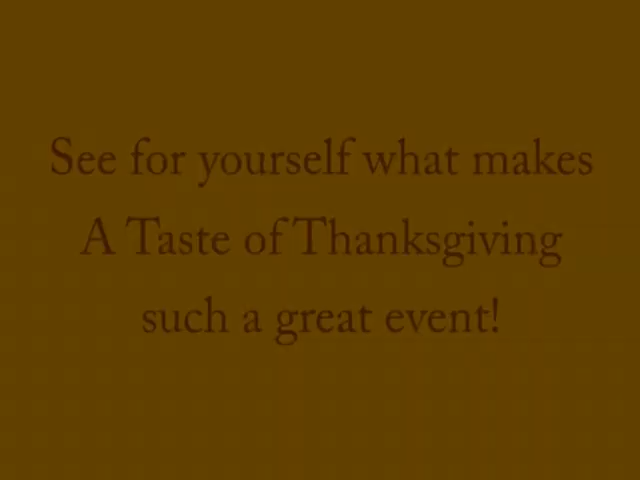 See for yourself what makes
A Taste of Thanksgiving
such a great event!